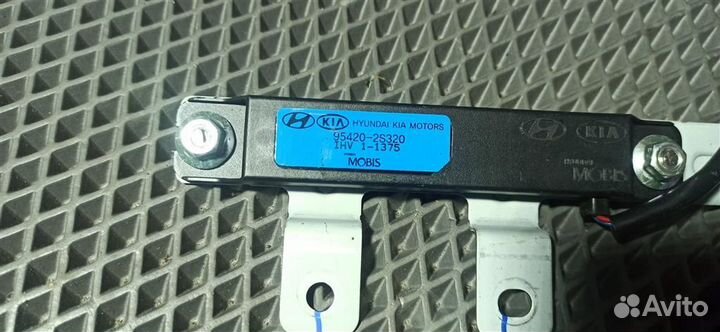 KIA HYUNDAI KIA MOTORS
95420-2S320
IHV 1-1375
MOBIS
KIA
MOBIS
Avito